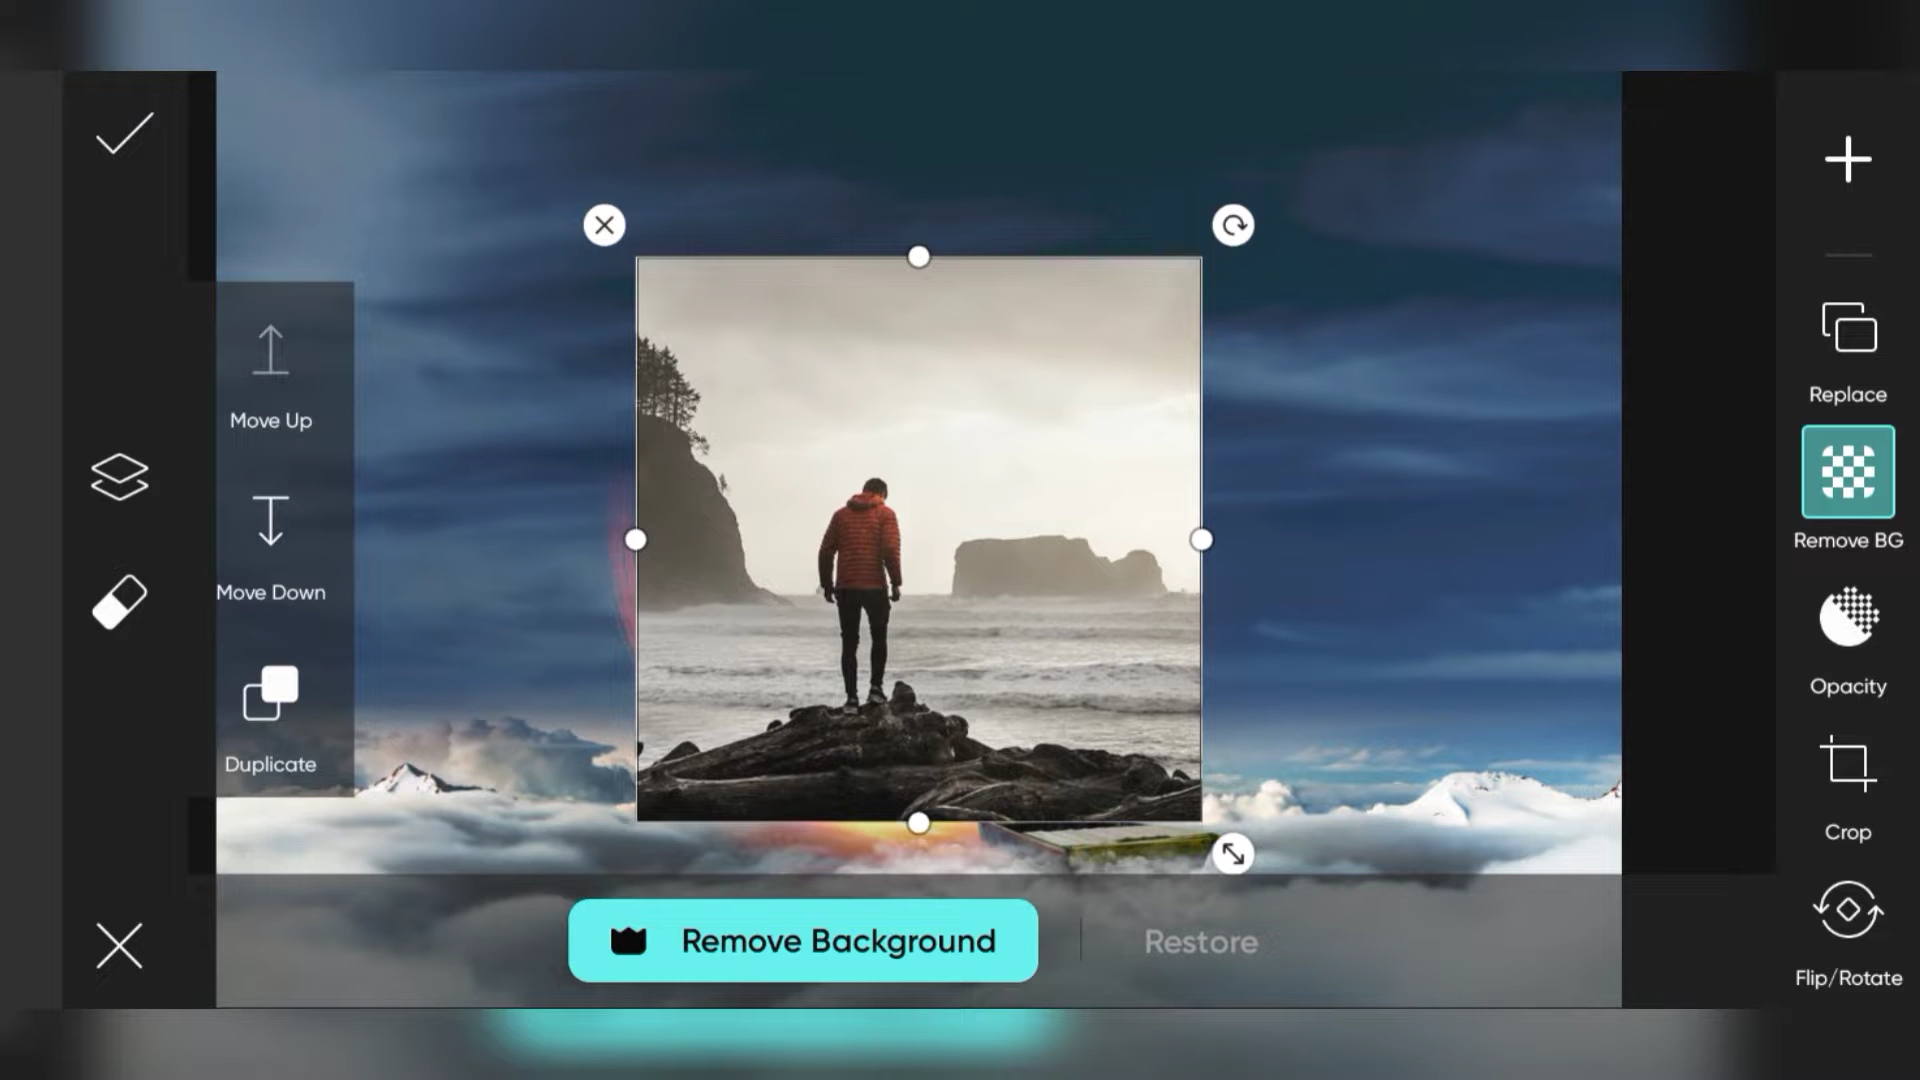 Move Up
Move Down
Duplicate
Replace
Remove BG
Opacity
Crop
Flip/Rotate
Remove Background
Restore